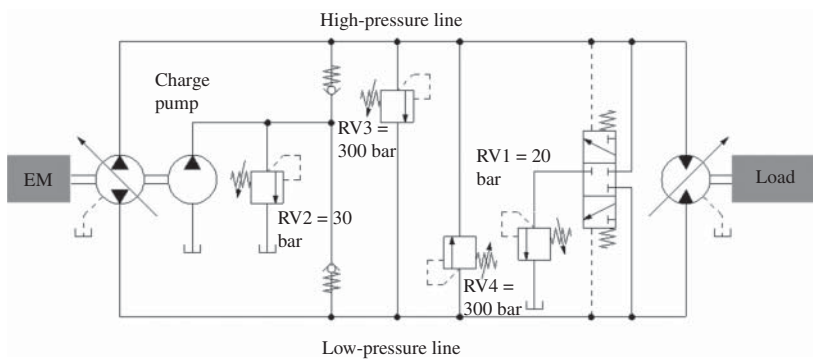 High-pressure line
Charge
pump
RV3 =
300 bar
RV1 = 20
bar
EM
Load
RV2 = 30
bar
RV4 =
300 bar
Low-pressure line